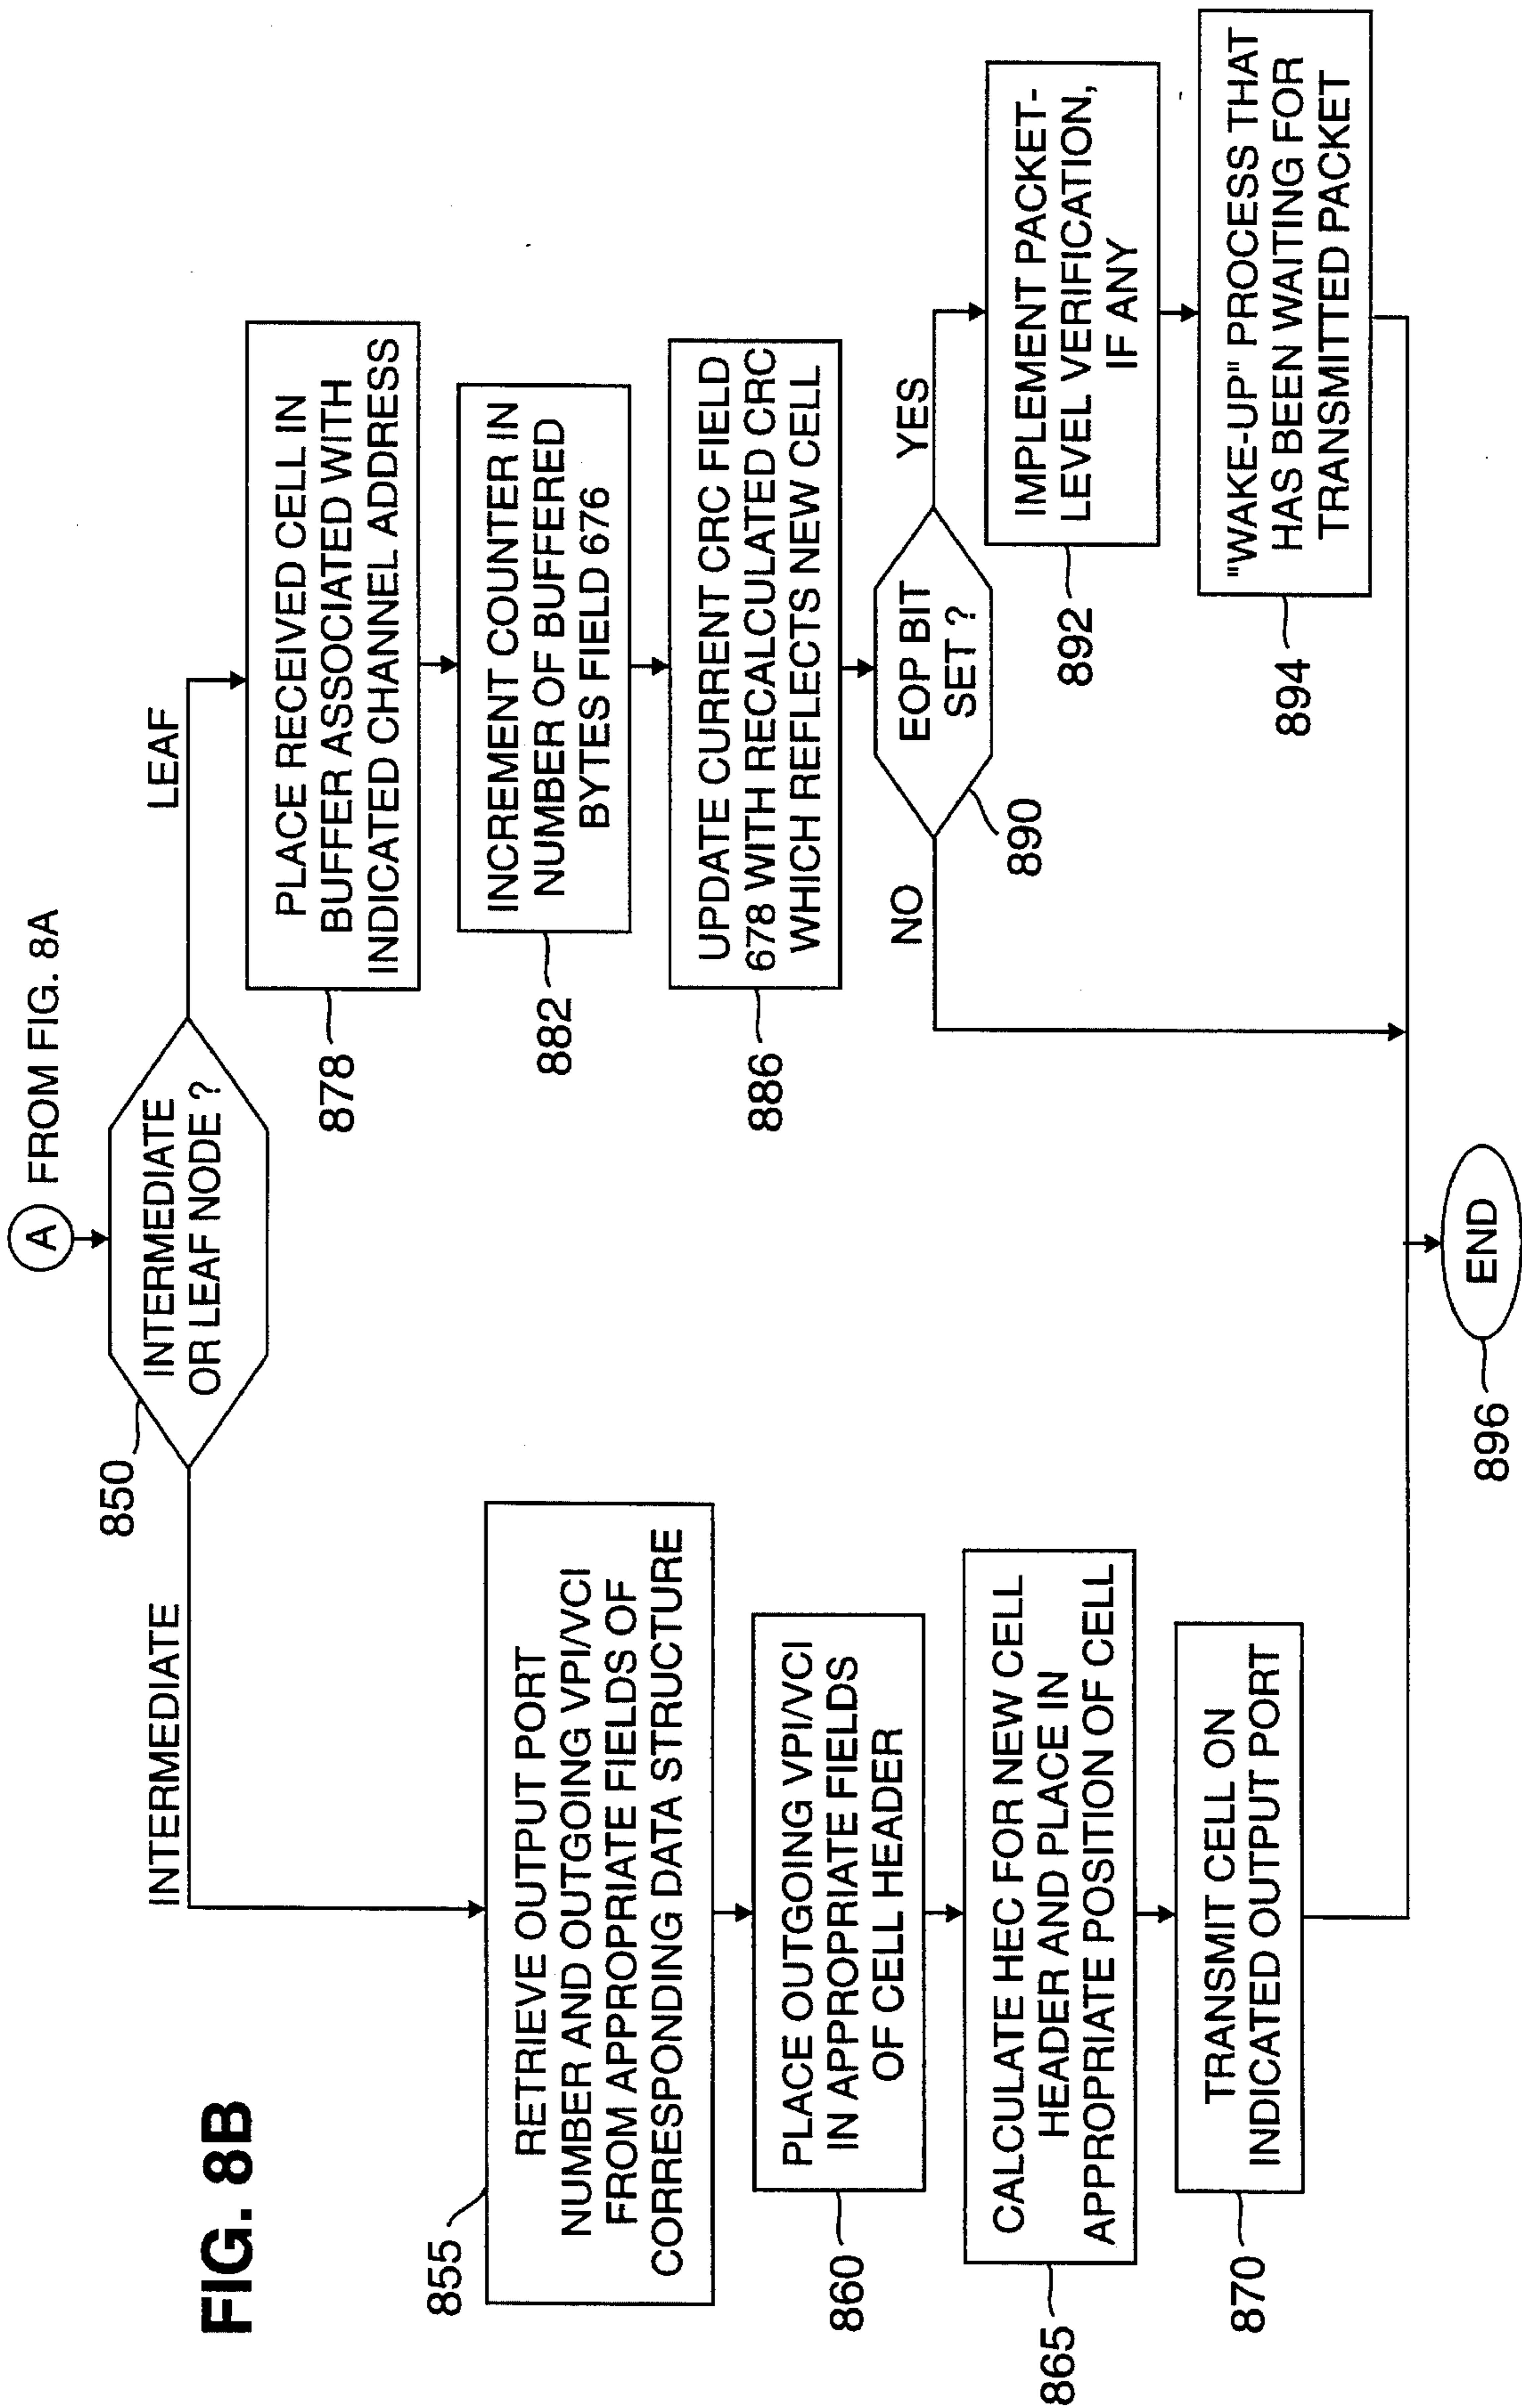 FIG. 8B
A FROM FIG. 8A
INTERMEDIATE
OR LEAF NODE ?
850
INTERMEDIATE
RETRIEVE OUTPUT PORT
NUMBER AND OUTGOING VPI/VCI
FROM APPROPRIATE FIELDS OF
CORRESPONDING DATA STRUCTURE
855
PLACE OUTGOING VPI/VCI
IN APPROPRIATE FIELDS
OF CELL HEADER
860
CALCULATE HEC FOR NEW CELL
HEADER AND PLACE IN
APPROPRIATE POSITION OF CELL
865
TRANSMIT CELL ON
INDICATED OUTPUT PORT
870
LEAF
PLACE RECEIVED CELL IN
BUFFER ASSOCIATED WITH
INDICATED CHANNEL ADDRESS
878
INCREMENT COUNTER IN
NUMBER OF BUFFERED
BYTES FIELD 676
882
UPDATE CURRENT CRC FIELD
678 WITH RECALCULATED CRC
WHICH REFLECTS NEW CELL
886
EOP BIT
SET ?
890
NO
YES
IMPLEMENT PACKET-
LEVEL VERIFICATION,
IF ANY
892
"WAKE-UP" PROCESS THAT
HAS BEEN WAITING FOR
TRANSMITTED PACKET
894
END
896